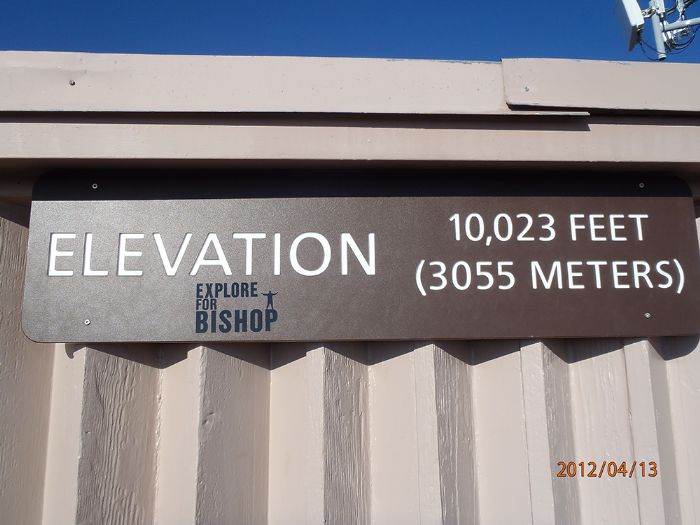 ELEVATION
10,023 FEET
(3055 METERS)
EXPLORE
FOR
BISHOP
2012/04/13